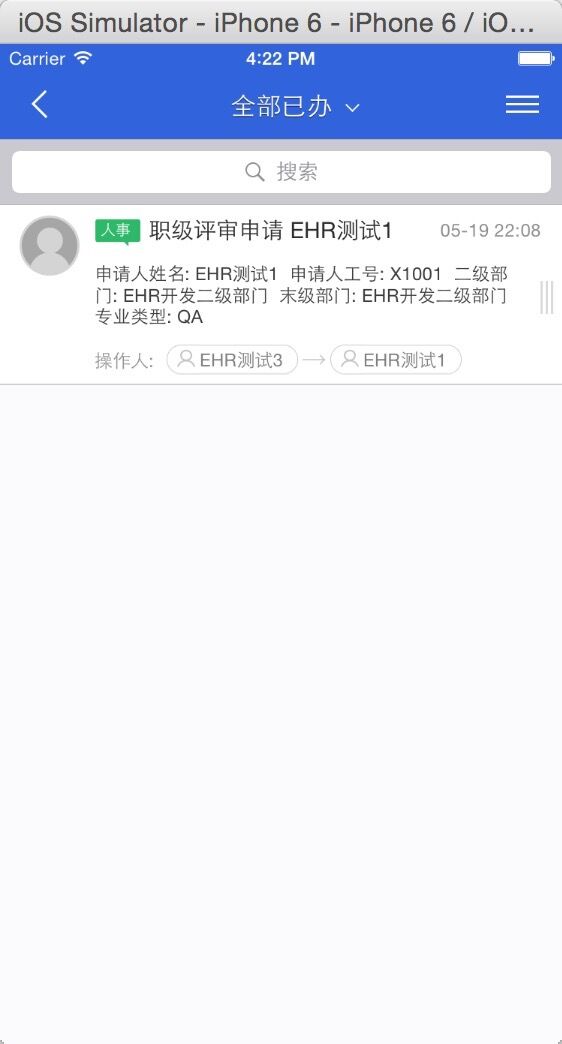 iOS Simulator - iPhone 6 - iPhone 6 / iO...
Carrier 4:22 PM
全部已办
搜索
人事 职级评审申请 EHR测试1 05-19 22:08
申请人姓名: EHR测试1 申请人工号: X1001 二级部
门: EHR开发二级部门 末级部门: EHR开发二级部门
专业类型: QA
操作人: EHR测试3 → EHR测试1